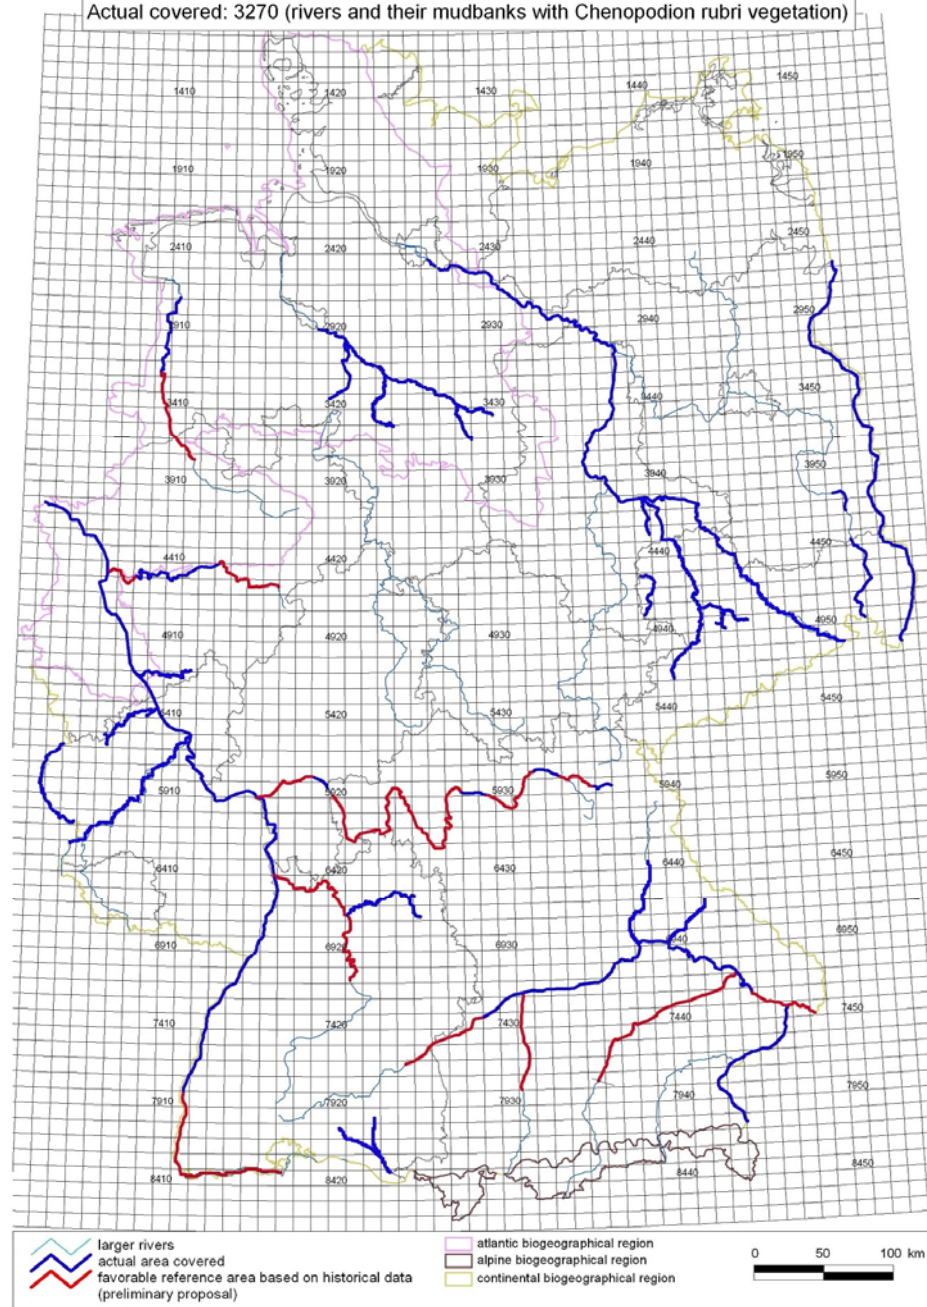 Actual covered: 3270 (rivers and their mudbanks with Chenopodion rubri vegetation)
1410 1420 1430 1440 1450
1910 1920 1930 1940 1950
2410 2420 2430 2440 2450
2910 2920 2930 2940 2950
3410 3420 3430 3440 3450
3910 3920 3930 3940 3950
4410 4420 4440 4450
4910 4920 4930 4940 4950
5410 5420 5430 5440 5450
5910 5920 5930 5940 5950
6410 6420 6430 6440 6450
6910 6920 6930 6940 6950
7410 7420 7430 7440 7450
7910 7920 7930 7940 7950
8410 8420 8440 8450
larger rivers
actual area covered
favorable reference area based on historical data
(preliminary proposal)
atlantic biogeographical region
alpine biogeographical region
continental biogeographical region
0 50 100 km